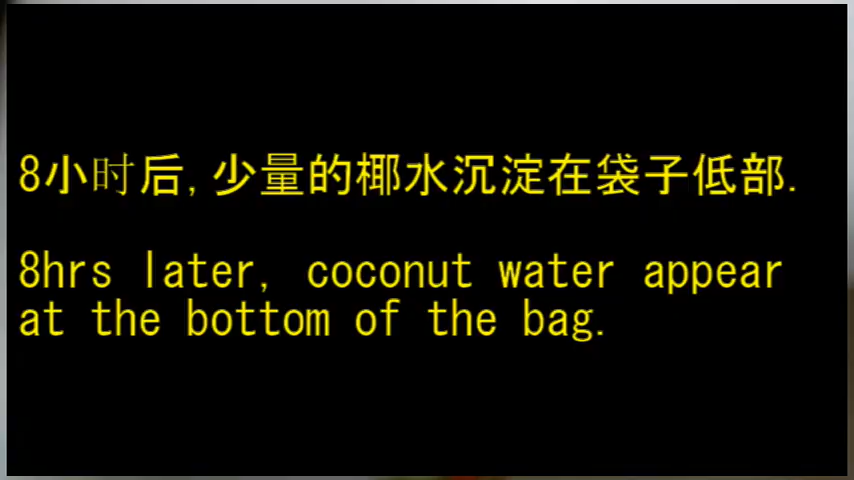 8小时后,少量的椰水沉淀在袋子低部.
8hrs later, coconut water appear
at the bottom of the bag.